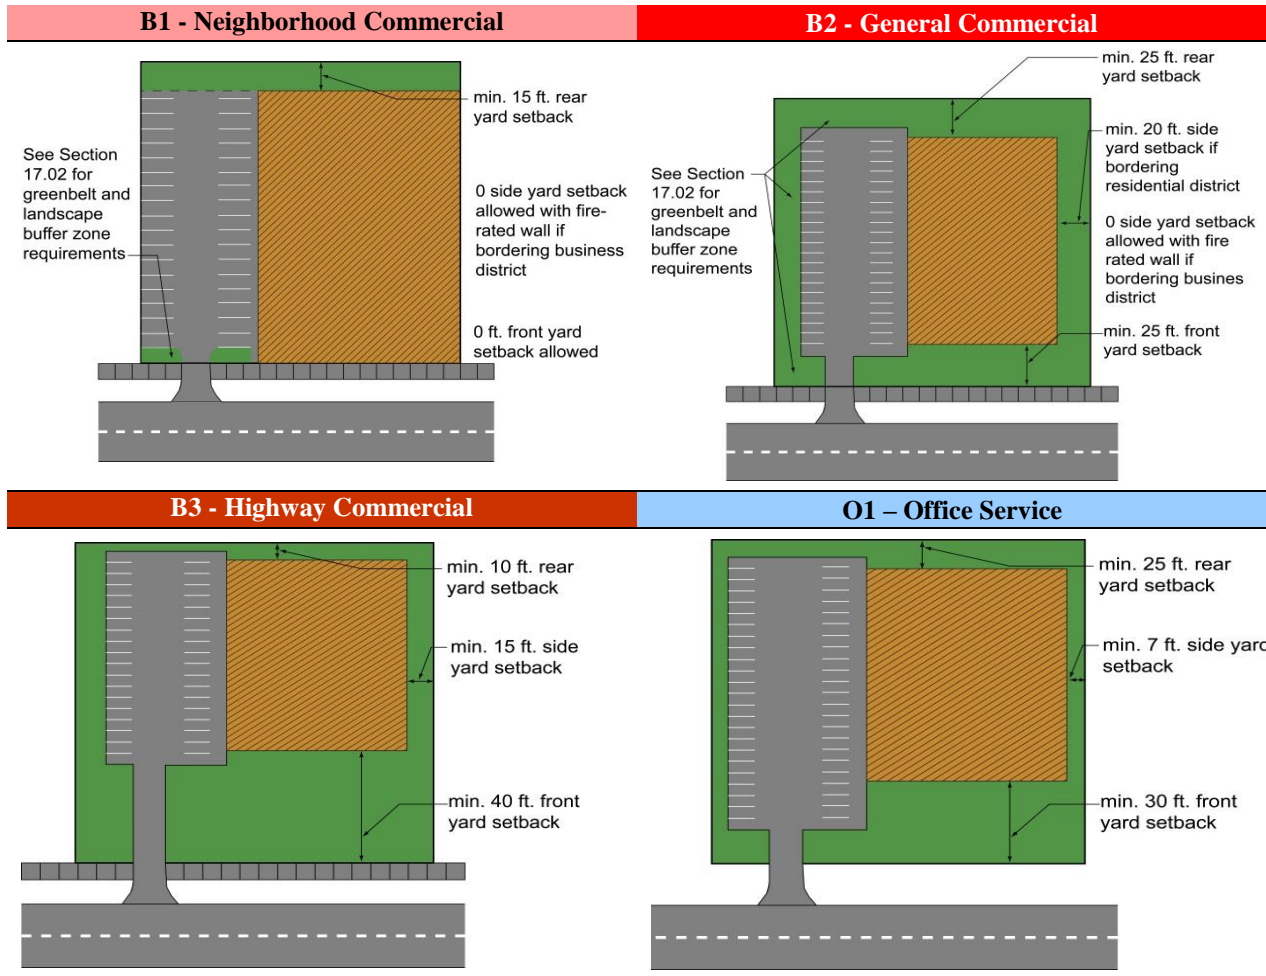 B1 - Neighborhood Commercial
min. 15 ft. rear
yard setback
See Section
17.02 for
greenbelt and
landscape
buffer zone
requirements
0 side yard setback
allowed with fire-
rated wall if
bordering business
district
0 ft. front yard
setback allowed
B2 - General Commercial
min. 25 ft. rear
yard setback
min. 20 ft. side
yard setback if
bordering
residential district
See Section
17.02 for
greenbelt and
landscape
buffer zone
requirements
0 side yard setback
allowed with fire
rated wall if
bordering busines
district
min. 25 ft. front
yard setback
B3 - Highway Commercial
min. 10 ft. rear
yard setback
min. 15 ft. side
yard setback
min. 40 ft. front
yard setback
O1 – Office Service
min. 25 ft. rear
yard setback
min. 7 ft. side yard
setback
min. 30 ft. front
yard setback